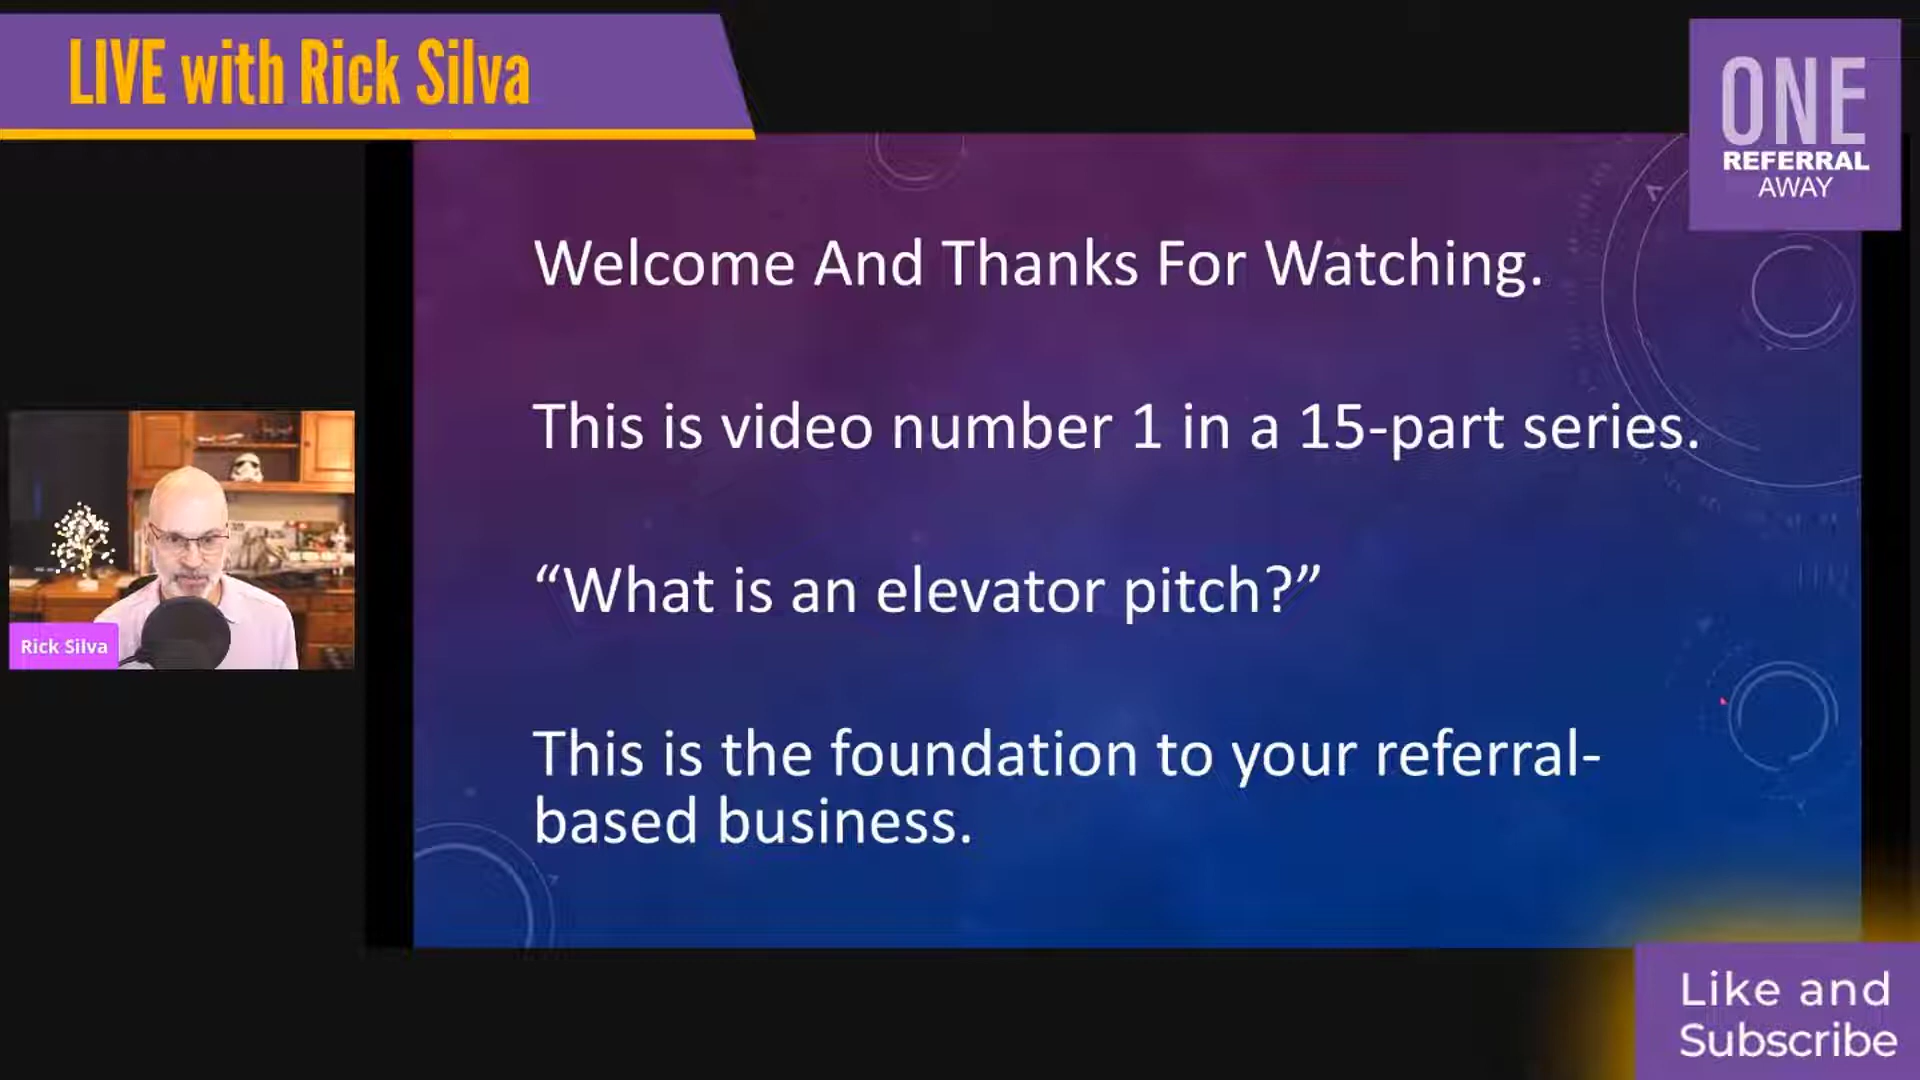 LIVE with Rick Silva
ONE
REFERRAL
AWAY
Welcome And Thanks For Watching.
This is video number 1 in a 15-part series.
“What is an elevator pitch?”
This is the foundation to your referral-
based business.
Rick Silva
Like and
Subscribe